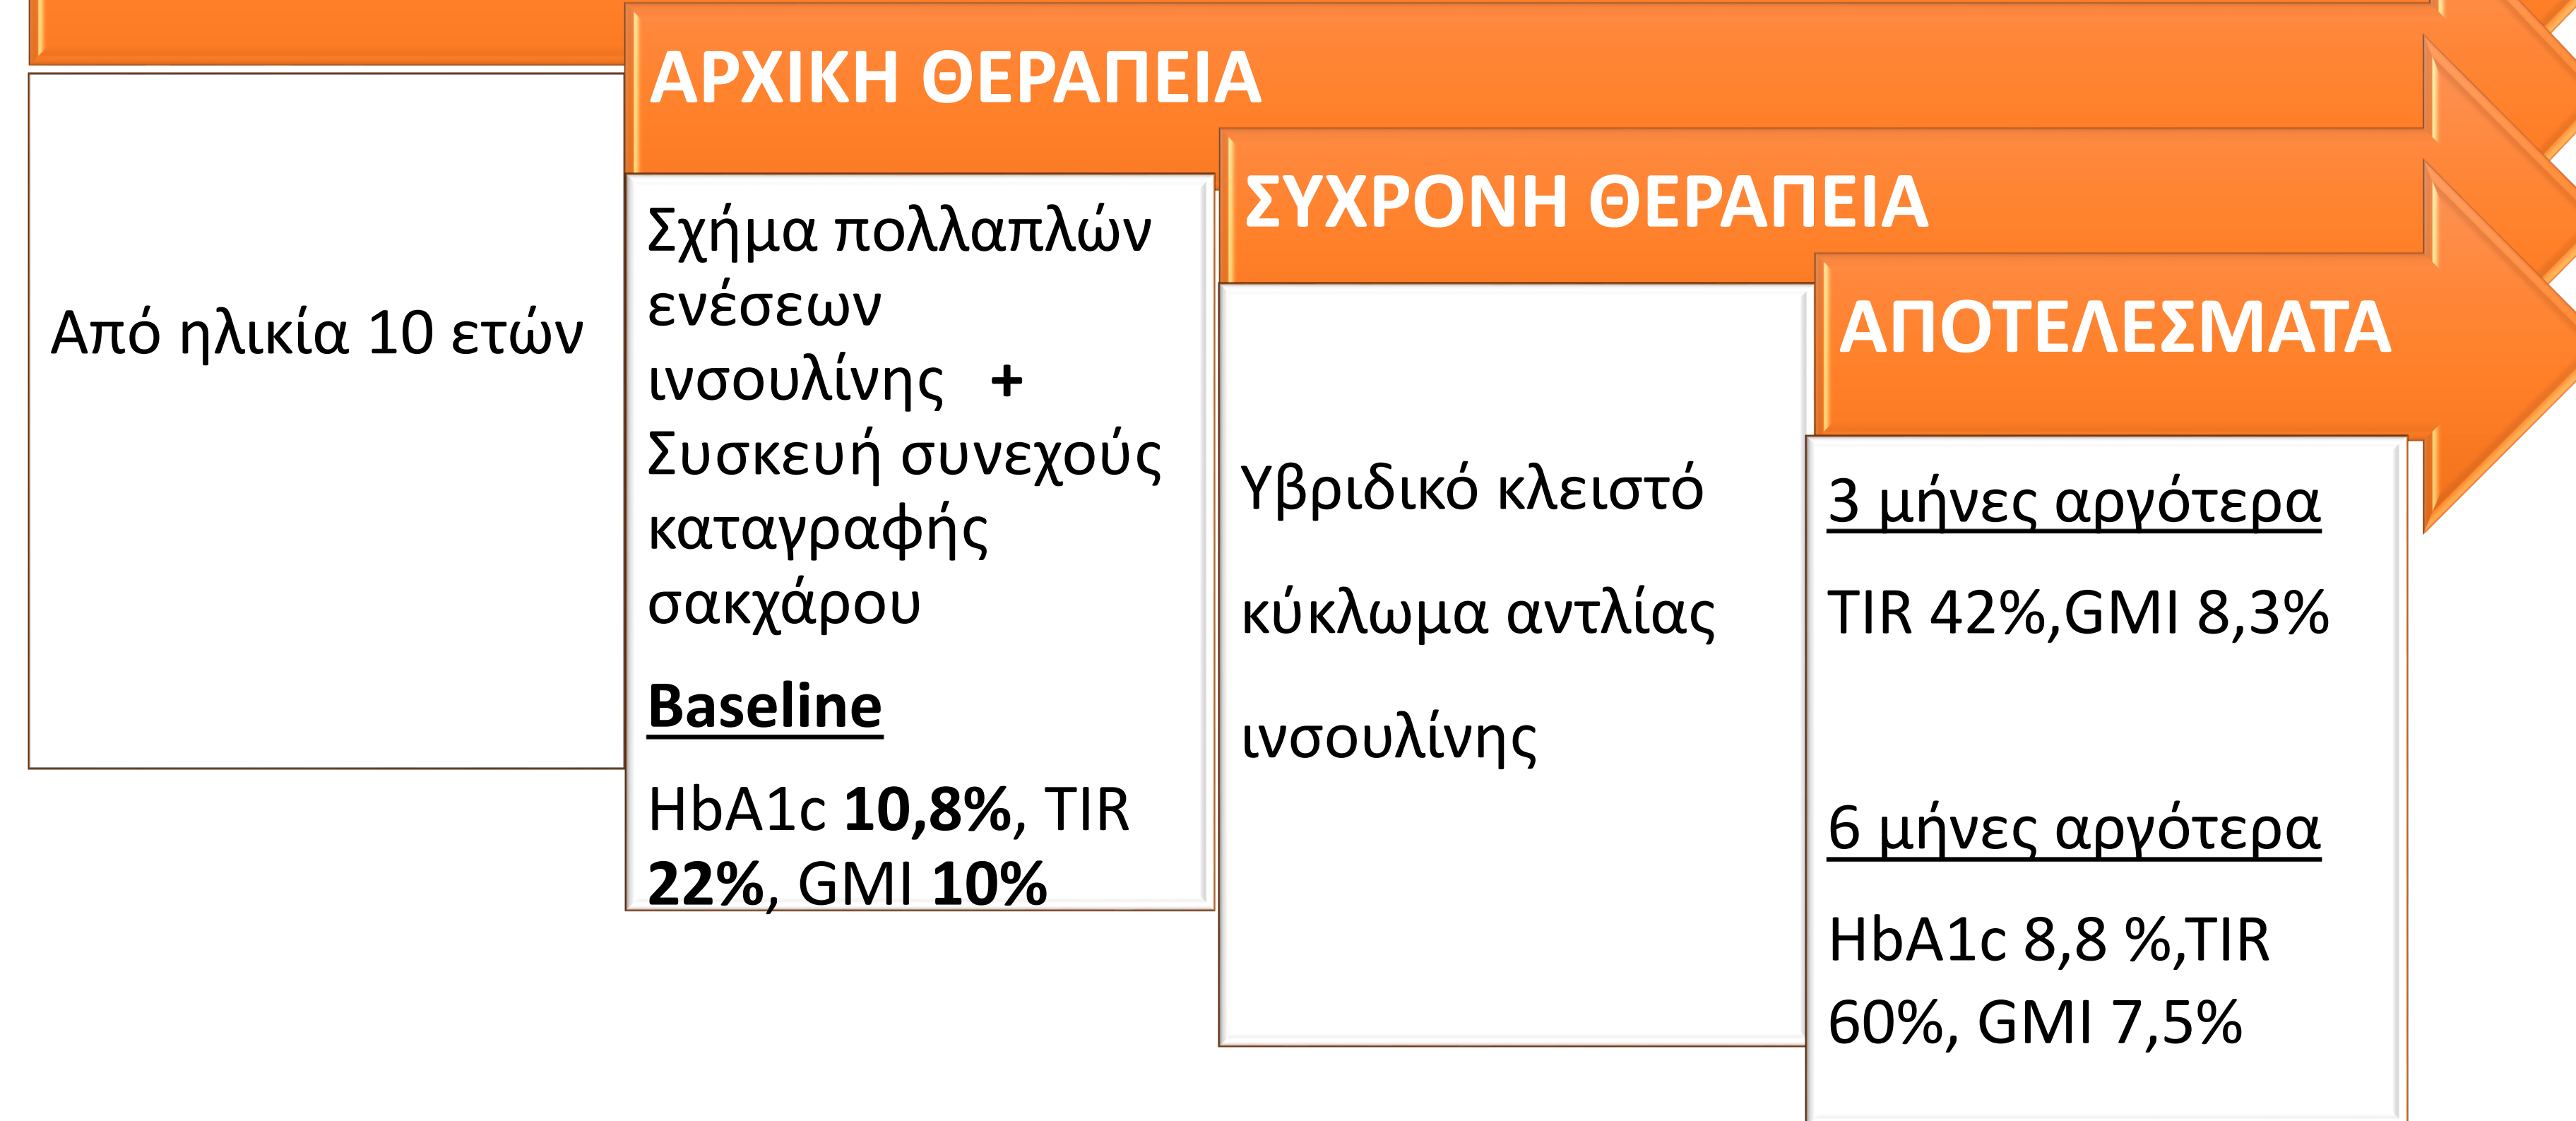 Από ηλικία 10 ετών
ΑΡΧΙΚΗ ΘΕΡΑΠΕΙΑ
Σχήμα πολλαπλών
ενέσεων
ινσουλίνης +
Συσκευή συνεχούς
καταγραφής
σακχάρου
Baseline
HbA1c 10,8%, TIR
22%, GMI 10%
ΣΥΧΡΟΝΗ ΘΕΡΑΠΕΙΑ
Υβριδικό κλειστό
κύκλωμα αντλίας
ινσουλίνης
ΑΠΟΤΕΛΕΣΜΑΤΑ
3 μήνες αργότερα
TIR 42%,GMI 8,3%
6 μήνες αργότερα
HbA1c 8,8 %,TIR
60%, GMI 7,5%